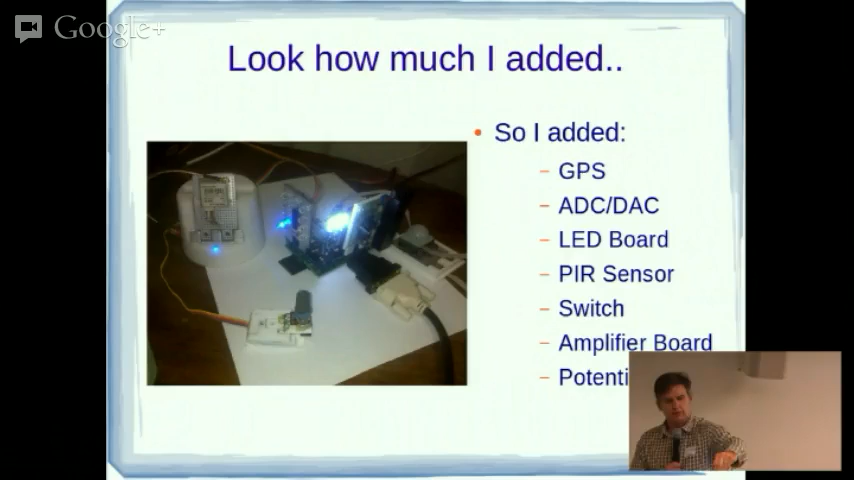 Google+
Look how much I added..
• So I added:
– GPS
– ADC/DAC
– LED Board
– PIR Sensor
– Switch
– Amplifier Board
– Potenti